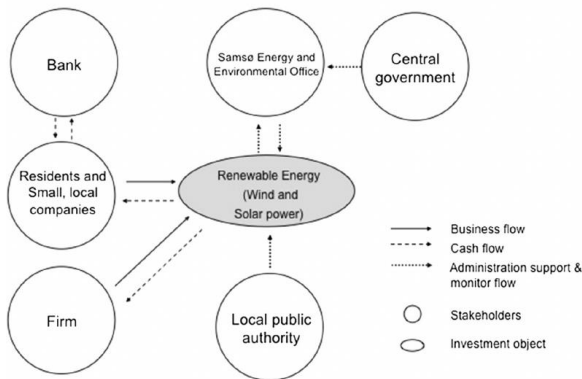 Bank
Samsø Energy and
Environmental Office
Central
government
Residents and
Small, local
companies
Renewable Energy
(Wind and
Solar power)
Firm
Local public
authority
Business flow
Cash flow
Administration support &
monitor flow
Stakeholders
Investment object